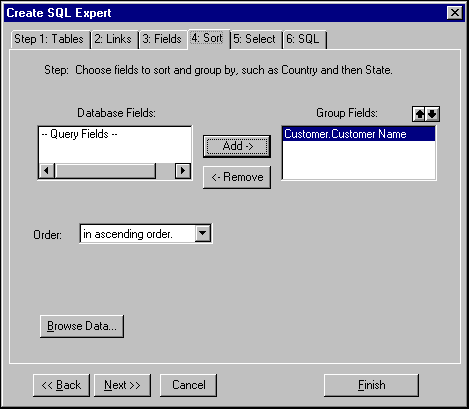 Create SQL Expert
Step 1: Tables 2: Links 3: Fields 4: Sort 5: Select 6: SQL
Step: Choose fields to sort and group by, such as Country and then State.
Database Fields: Group Fields:
-- Query Fields -- Add -> Customer.Customer Name
<- Remove
Order: in ascending order.
Browse Data...
<< Back Next >> Cancel Finish